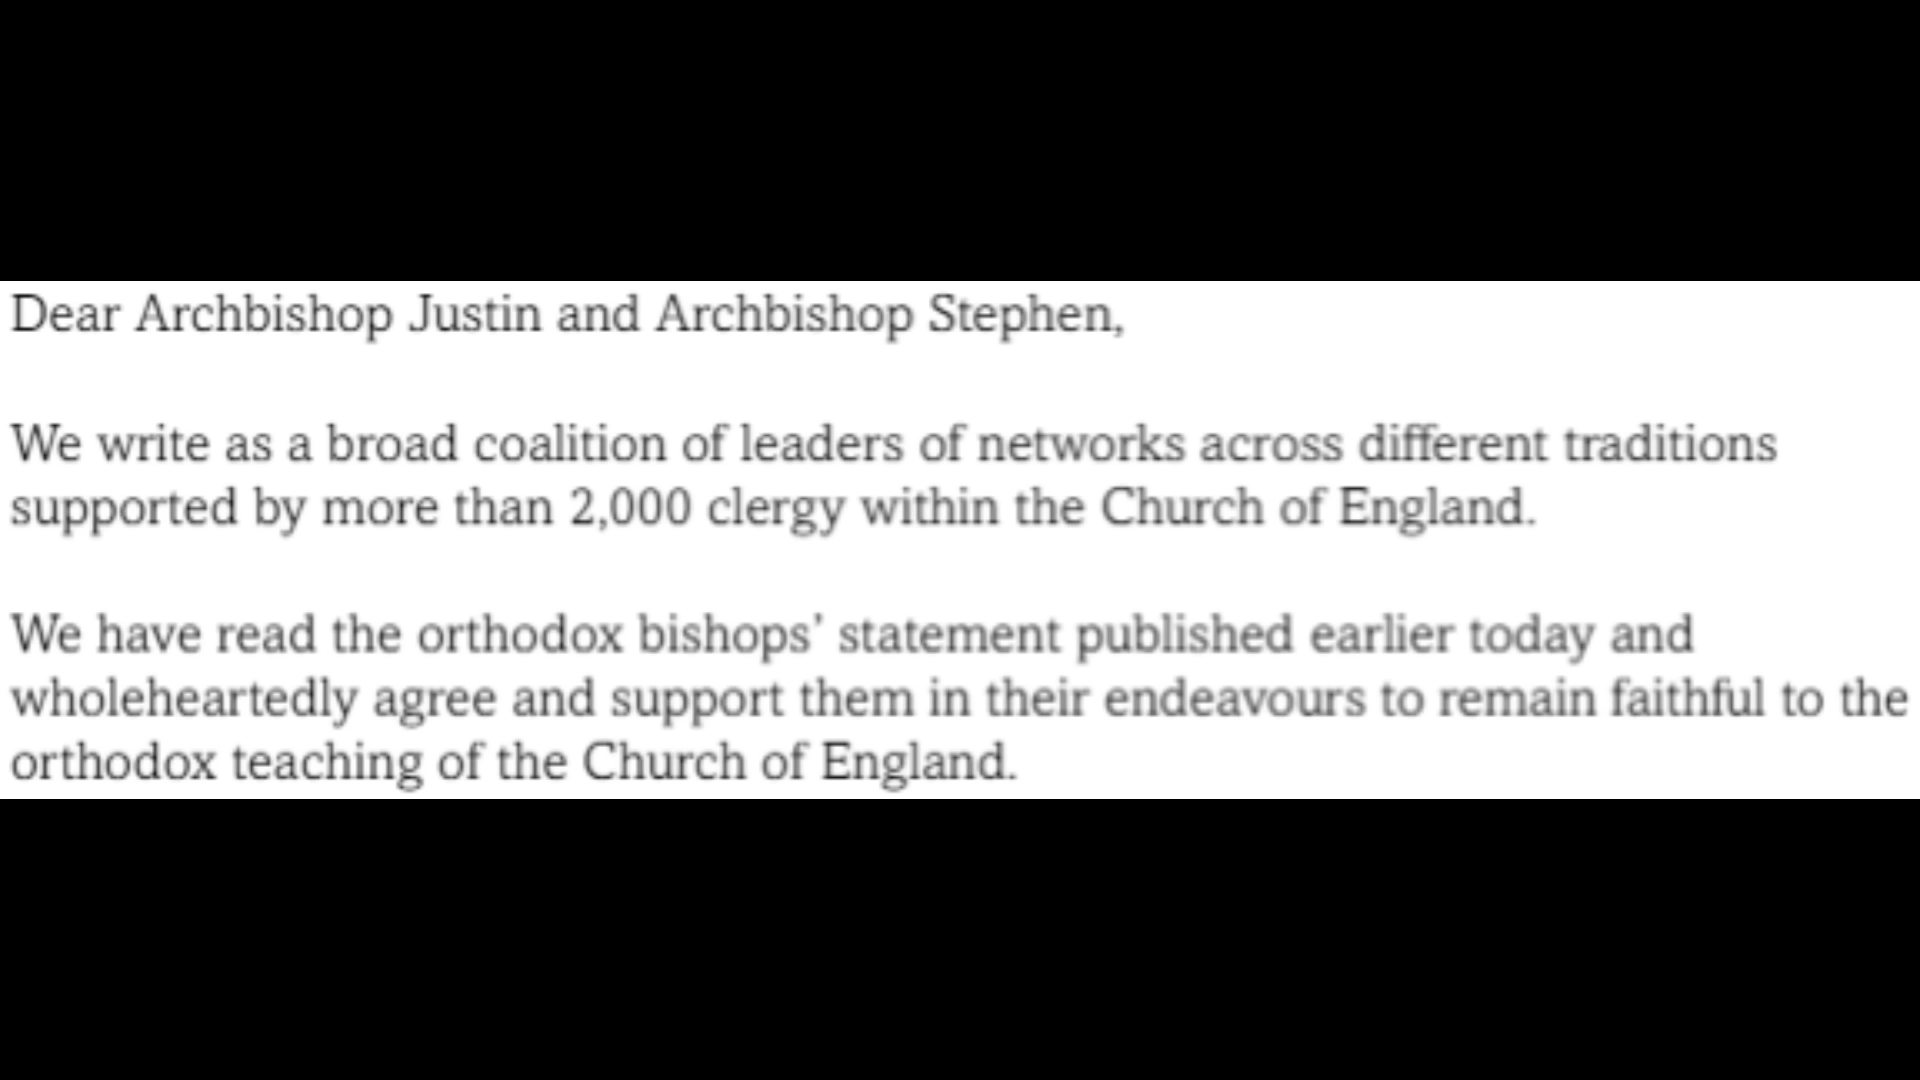 Dear Archbishop Justin and Archbishop Stephen,
We write as a broad coalition of leaders of networks across different traditions
supported by more than 2,000 clergy within the Church of England.
We have read the orthodox bishops’ statement published earlier today and
wholeheartedly agree and support them in their endeavours to remain faithful to the
orthodox teaching of the Church of England.